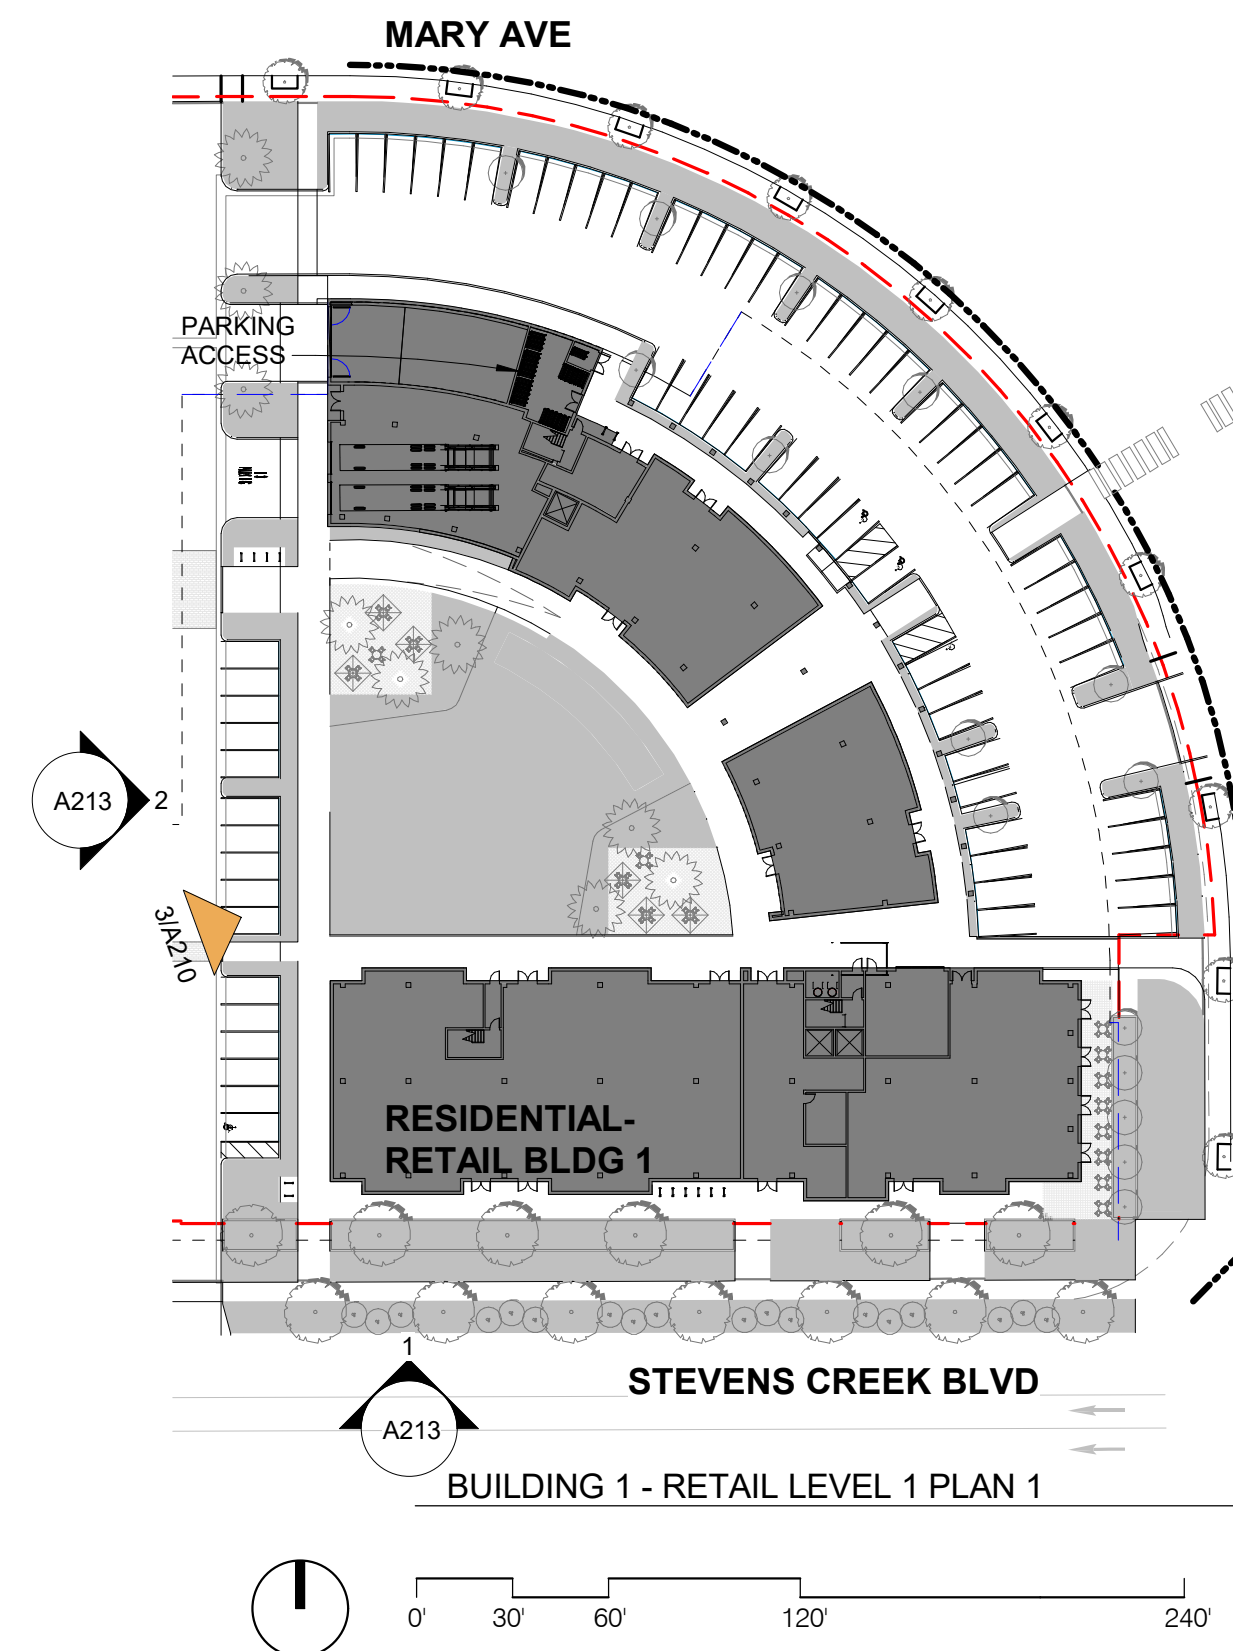 MARY AVE
PARKING
ACCESS
A213
2
3/A210
RESIDENTIAL-
RETAIL BLDG 1
1
STEVENS CREEK BLVD
A213
BUILDING 1 - RETAIL LEVEL 1 PLAN 1
0' 30' 60' 120' 240'